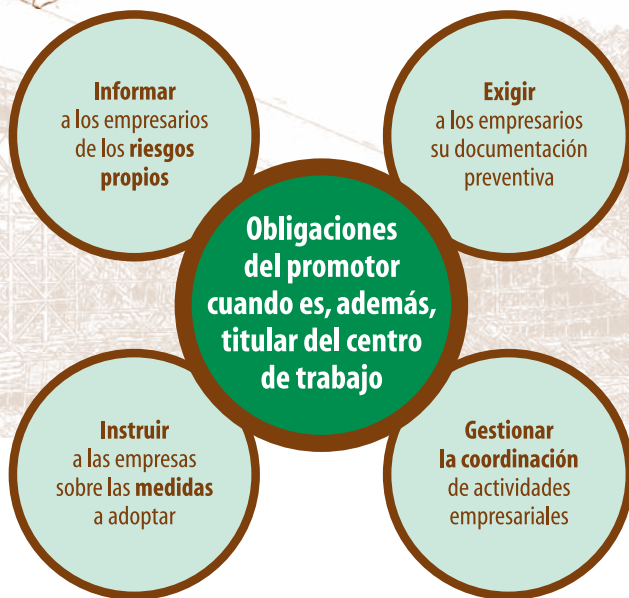 Informar
a los empresarios
de los riesgos
propios
Exigir
a los empresarios
su documentación
preventiva
Obligaciones
del promotor
cuando es, además,
titular del centro
de trabajo
Instruir
a las empresas
sobre las medidas
a adoptar
Gestionar
la coordinación
de actividades
empresariales